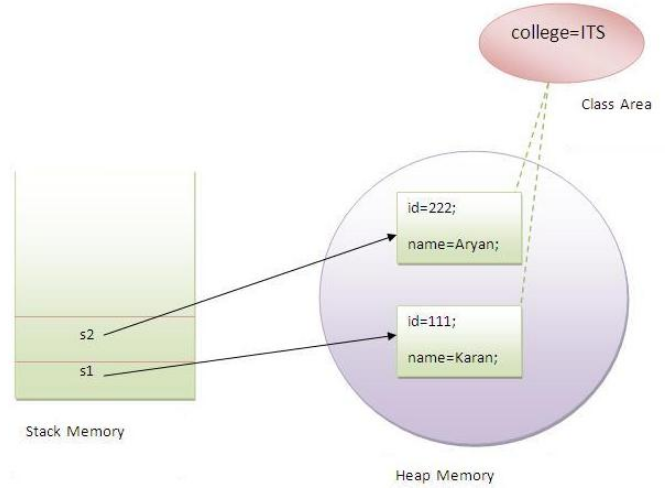 college=ITS
Class Area
id=222;
name=Aryan;
s2
id=111;
name=Karan;
s1
Stack Memory
Heap Memory